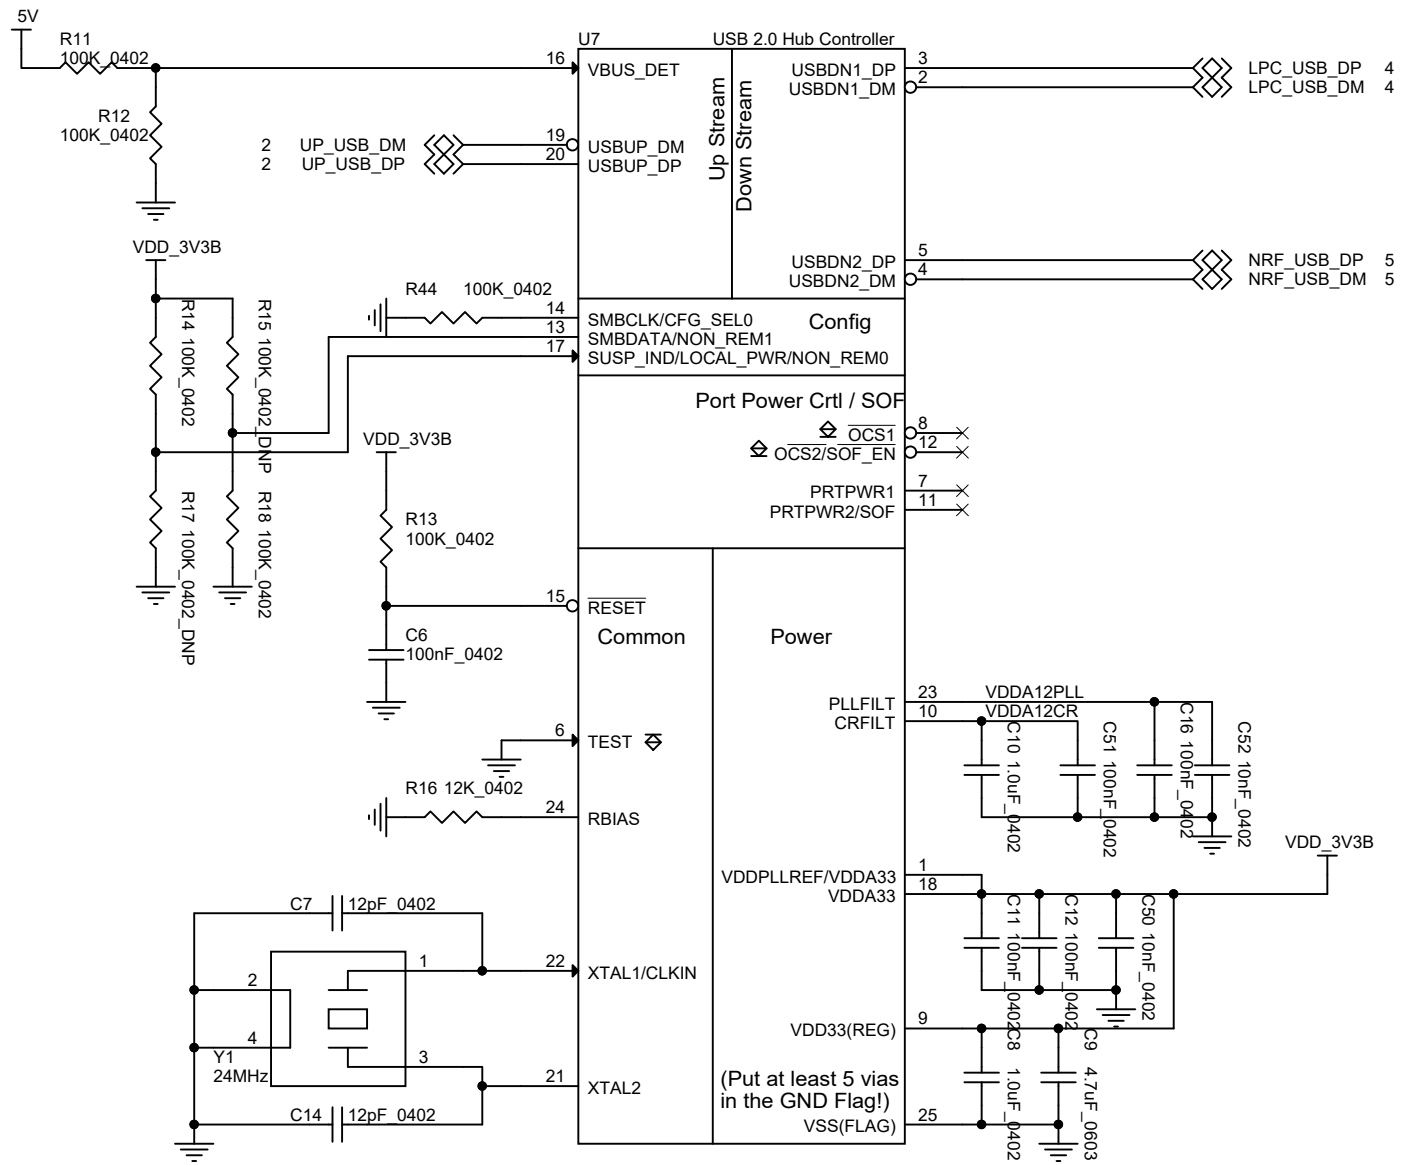 5V
R11
100K_0402
R12
100K_0402
U7
USB 2.0 Hub Controller
16
VBUS_DET
2 UP_USB_DM
19
USBUP_DM
2 UP_USB_DP
20
USBUP_DP
Up Stream
Down Stream
USBDN1_DP
3
LPC_USB_DP 4
USBDN1_DM
2
LPC_USB_DM 4
USBDN2_DP
5
NRF_USB_DP 5
USBDN2_DM
4
NRF_USB_DM 5
VDD_3V3B
R14 100K_0402
R15 100K_0402_DNP
R17 100K_0402_DNP
R18 100K_0402
R44 100K_0402
14
SMBCLK/CFG_SEL0
13
SMBDATA/NON_REM1
17
SUSP_IND/LOCAL_PWR/NON_REM0
Config
Port Power Crtl / SOF
OCS1
8
OCS2/SOF_EN
12
PRTPWR1
7
PRTPWR2/SOF
11
VDD_3V3B
R13
100K_0402
15
RESET
C6
100nF_0402
Common
Power
6
TEST
R16 12K_0402
24
RBIAS
PLLFILT
23
VDDA12PLL
CRFILT
10
VDDA12CR
C10 1.0uF_0402
C51 100nF_0402
C16 100nF_0402
C52 10nF_0402
VDD_3V3B
VDDPLLREF/VDDA33
1
VDDA33
18
C11 100nF_0402
C12 100nF_0402
C50 10nF_0402
C7 12pF_0402
1
22
XTAL1/CLKIN
2
4
Y1
24MHz
3
21
XTAL2
C14 12pF_0402
VDD33(REG)
9
C8 1.0uF_0402
C9 4.7uF_0603
(Put at least 5 vias
in the GND Flag!)
VSS(FLAG)
25